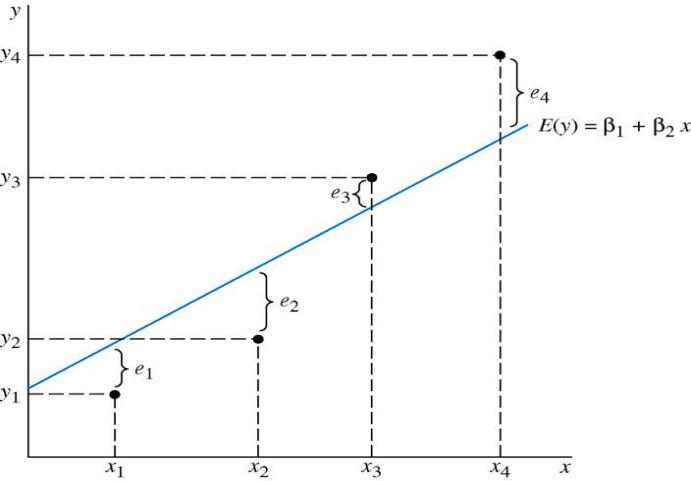 y
y4
e4
E(y) = β1 + β2 x
y3
e3
e2
y2
e1
y1
x1 x2 x3 x4 x